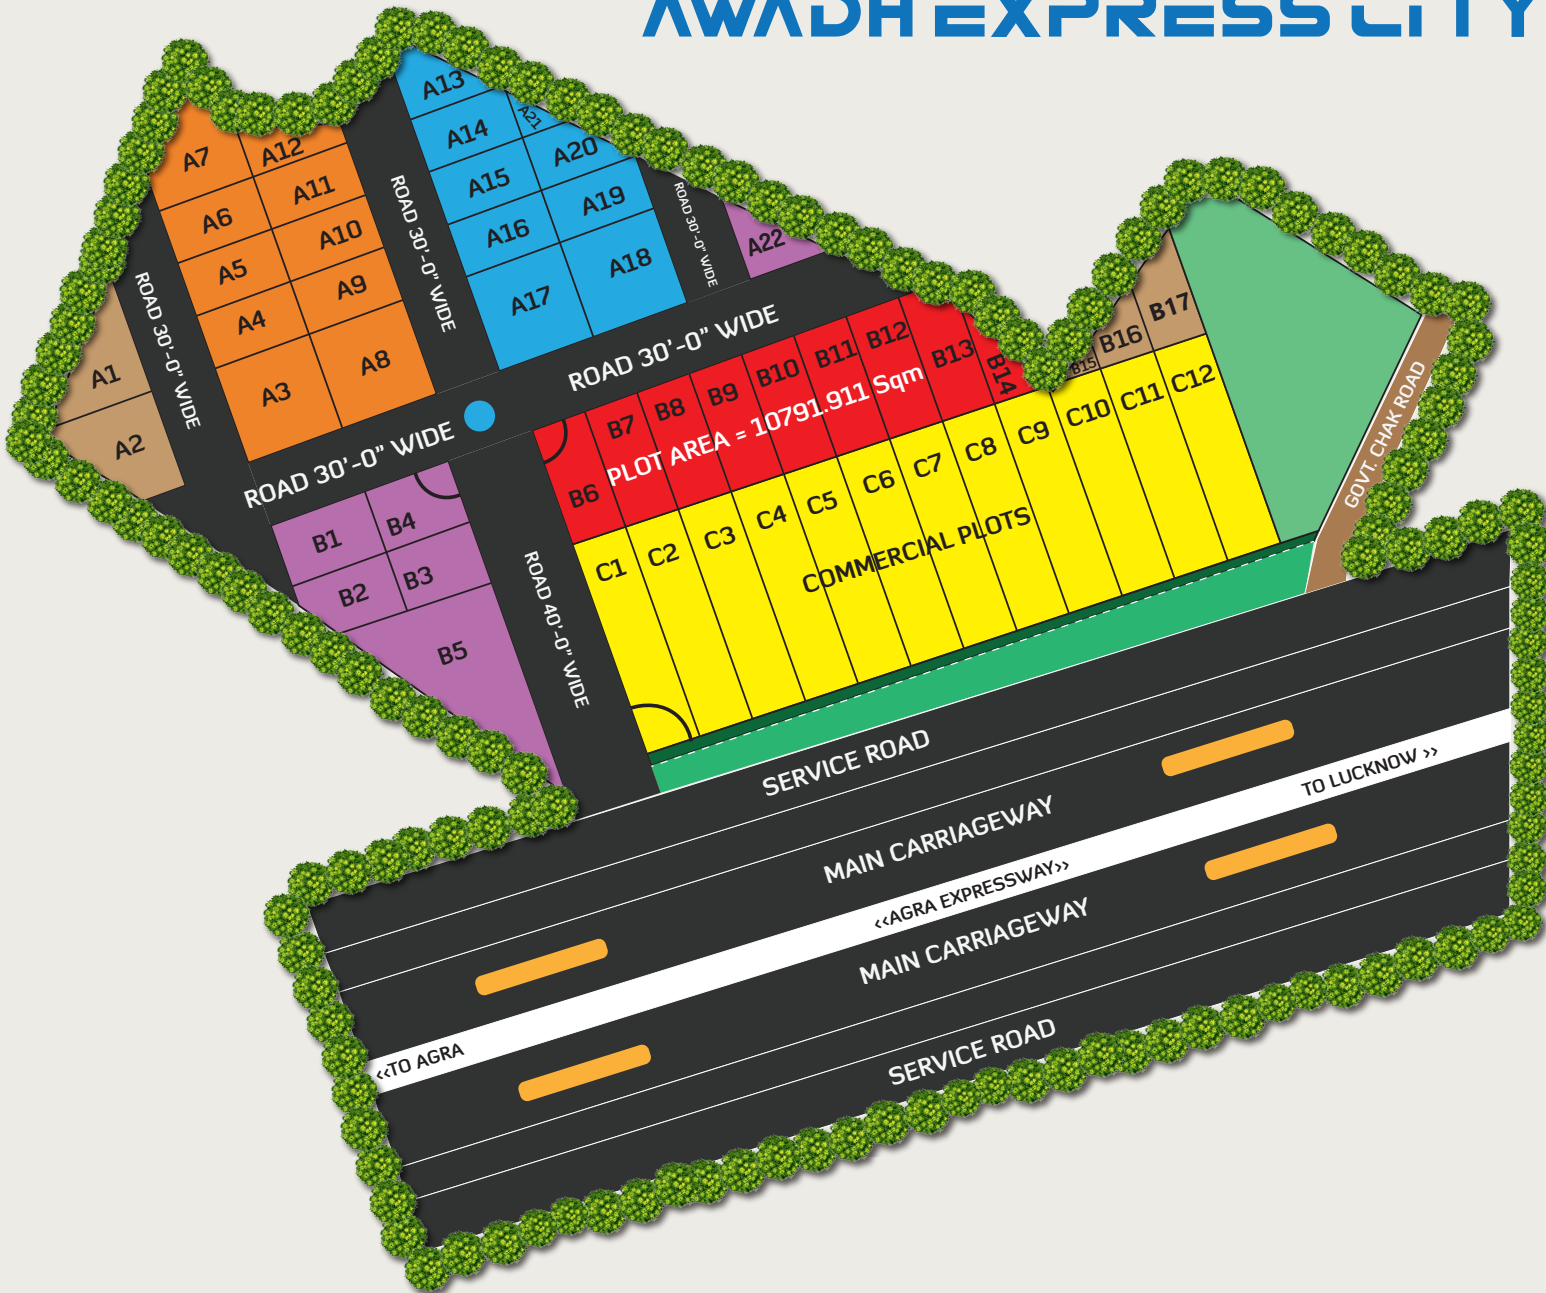 AWADH EXPRESS CITY
A13
A7
A12
A14
A21
A6
A11
A15
A20
A5
A10
A16
A19
A4
A9
A17
A18
A3
A8
A22
A1
A2
ROAD 30'-0" WIDE
ROAD 30'-0" WIDE
ROAD 30'-0" WIDE
ROAD 30'-0" WIDE
ROAD 30'-0" WIDE
B1
B4
B2
B3
B5
B6
B7
B8
B9
B10
B11
B12
B13
B14
B15
B16
B17
PLOT AREA = 10791.911 Sqm
C1
C2
C3
C4
C5
C6
C7
C8
C9
C10
C11
C12
COMMERCIAL PLOTS
ROAD 40'-0" WIDE
GOVT. CHAK ROAD
SERVICE ROAD
MAIN CARRIAGEWAY
TO LUCKNOW ››
‹‹AGRA EXPRESSWAY››
‹‹TO AGRA
MAIN CARRIAGEWAY
SERVICE ROAD